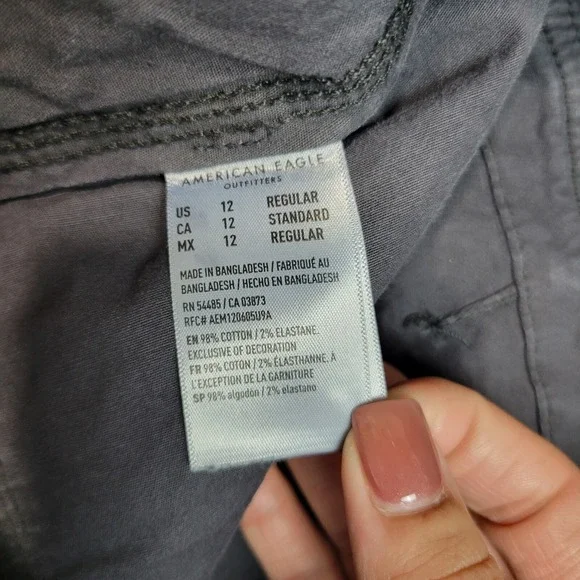 AMERICAN EAGLE
OUTFITTERS
US 12 REGULAR
CA 12 STANDARD
MX 12 REGULAR
MADE IN BANGLADESH / FABRIQUÉ AU
BANGLADESH / HECHO EN BANGLADESH
RN 54485 / CA 03873
RFC# AEM120605U9A
EN 98% COTTON / 2% ELASTANE.
EXCLUSIVE OF DECORATION
FR 98% COTON / 2% ÉLASTHANNE. À
L'EXCEPTION DE LA GARNITURE
SP 98% algodón / 2% elastano